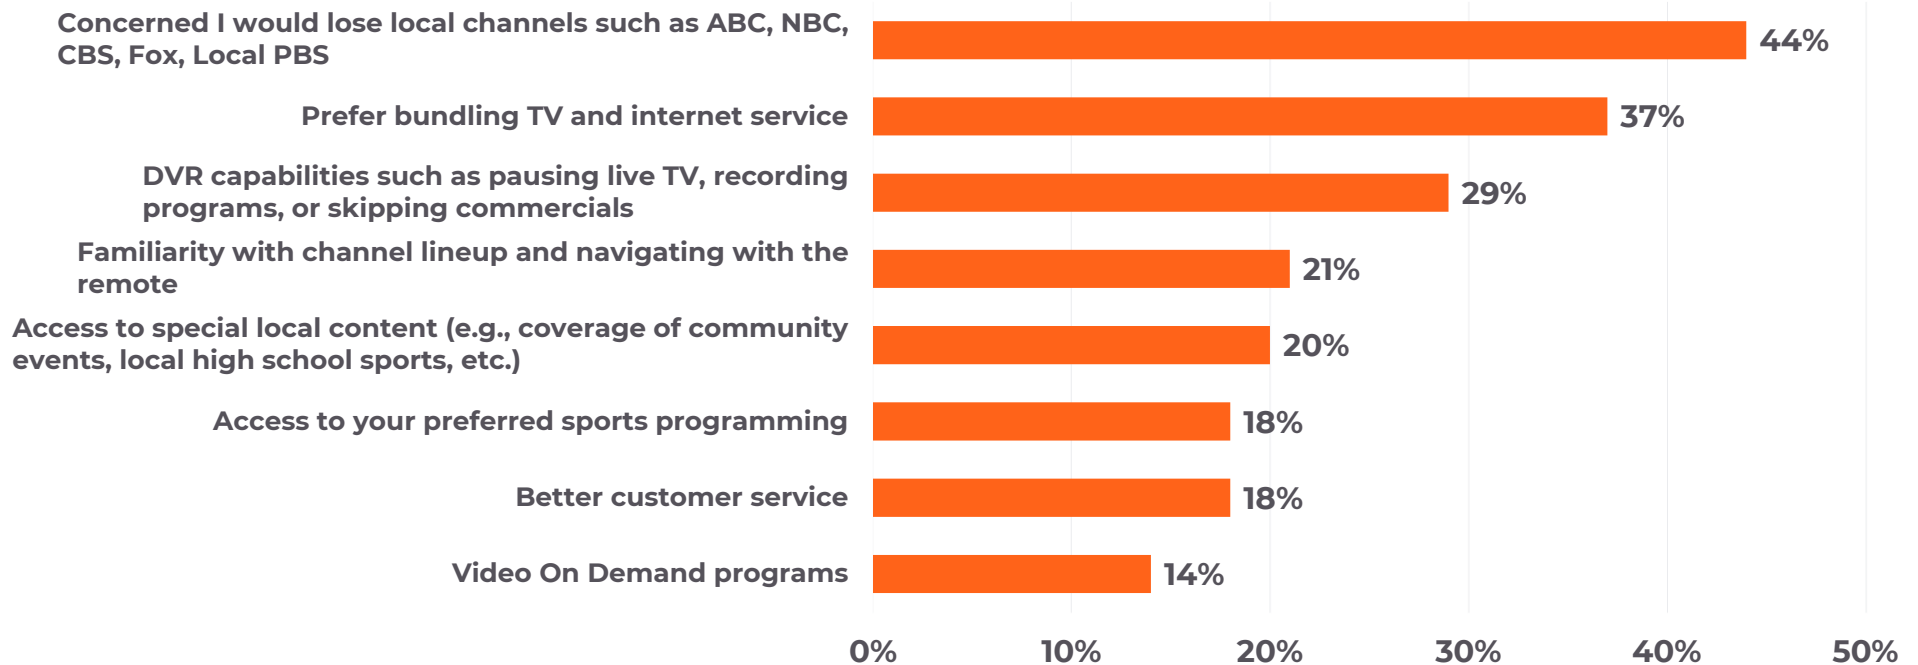 Concerned I would lose local channels such as ABC, NBC,
CBS, Fox, Local PBS
44%
Prefer bundling TV and internet service
37%
DVR capabilities such as pausing live TV, recording
programs, or skipping commercials
29%
Familiarity with channel lineup and navigating with the
remote
21%
Access to special local content (e.g., coverage of community
events, local high school sports, etc.)
20%
Access to your preferred sports programming
18%
Better customer service
18%
Video On Demand programs
14%
0% 10% 20% 30% 40% 50%